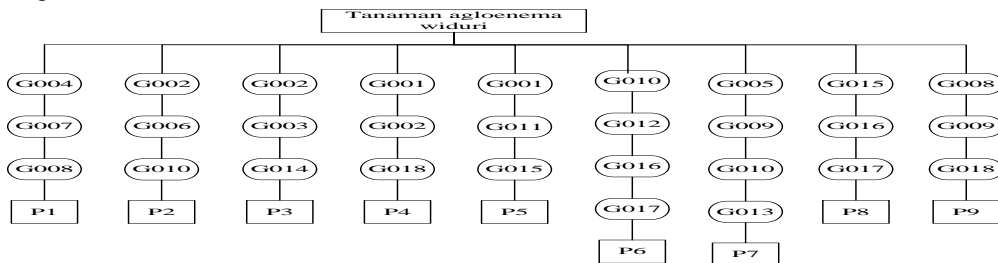 Tanaman agloenema
widuri
G004 G002 G002 G001 G001 G010 G005 G015 G008
G007 G006 G003 G002 G011 G012 G009 G016 G009
G008 G010 G014 G018 G015 G016 G010 G017 G018
P1 P2 P3 P4 P5 G017 G013 P8 P9
P6 P7